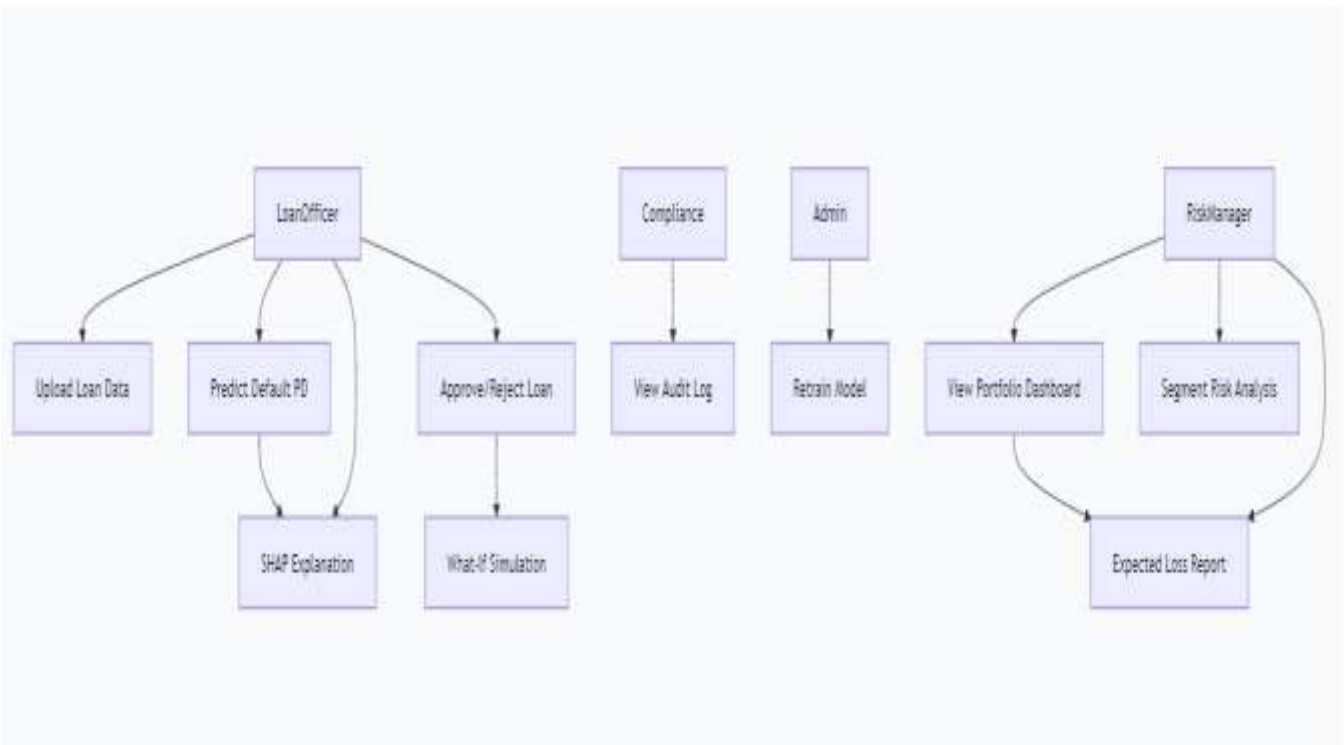 LoanOfficer
Compliance
Admin
RiskManager
Upload Loan Data
Predict Default PD
Approve/Reject Loan
View Audit Log
Retrain Model
View Portfolio Dashboard
Segment Risk Analysis
SHAP Explanation
What-If Simulation
Expected Loss Report